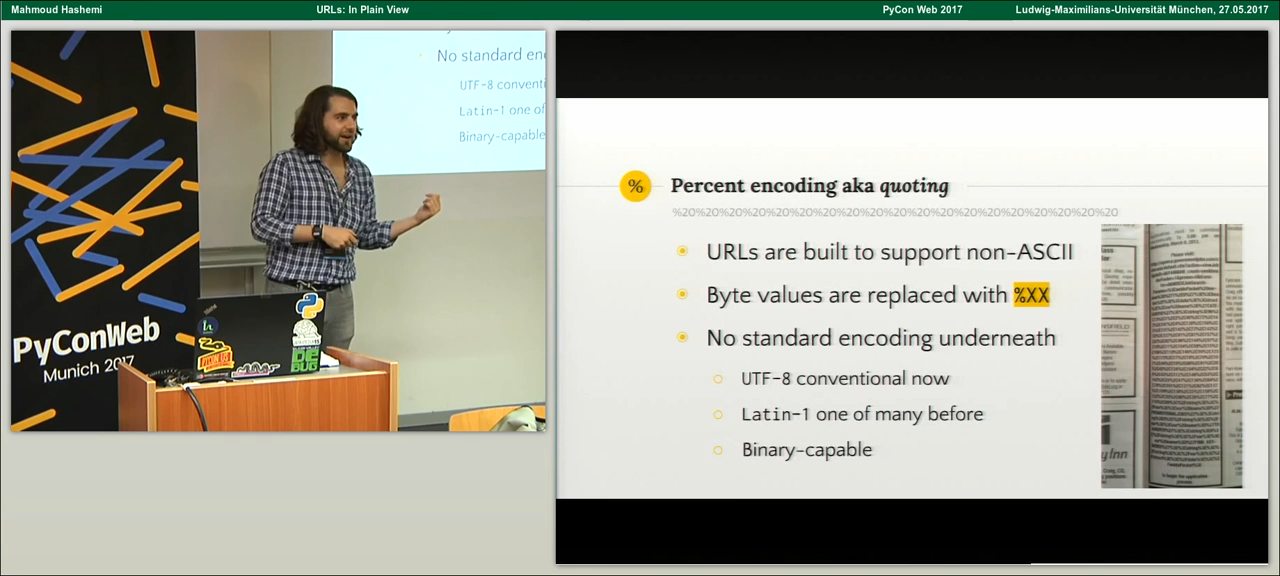 Mahmoud Hashemi
URLs: In Plain View
PyCon Web 2017
Ludwig-Maximilians-Universität München, 27.05.2017
No standard en
UTF-8 conventi
Latin-1 one of
Binary-capable
PyConWeb
Munich 2017
DE
BUG
% Percent encoding aka quoting
%20%20%20%20%20%20%20%20%20%20%20%20%20%20%20%20%20%20%20%20
URLs are built to support non-ASCII
Byte values are replaced with %XX
No standard encoding underneath
UTF-8 conventional now
Latin-1 one of many before
Binary-capable